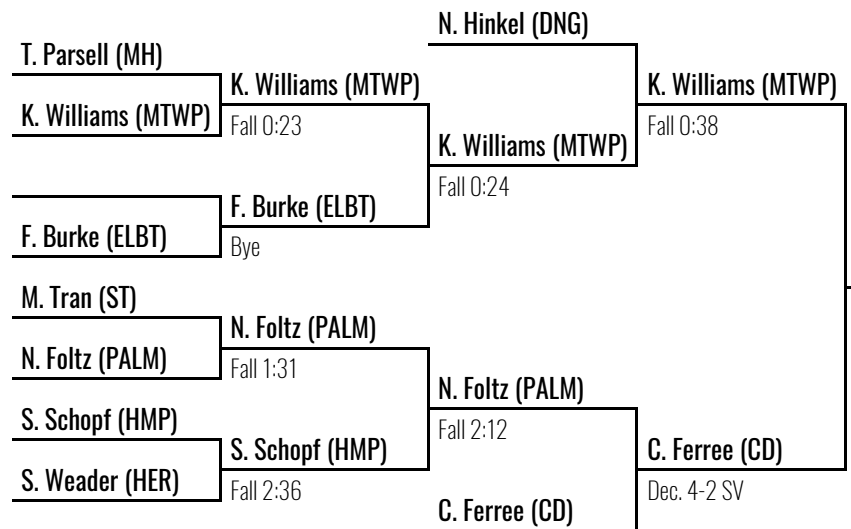 N. Hinkel (DNG)
T. Parsell (MH)
K. Williams (MTWP)
K. Williams (MTWP)
K. Williams (MTWP)
Fall 0:23
Fall 0:38
K. Williams (MTWP)
Fall 0:24
F. Burke (ELBT)
F. Burke (ELBT)
Bye
M. Tran (ST)
N. Foltz (PALM)
N. Foltz (PALM)
Fall 1:31
N. Foltz (PALM)
Fall 2:12
S. Schopf (HMP)
S. Schopf (HMP)
C. Ferree (CD)
S. Weader (HER)
Fall 2:36
Dec. 4-2 SV
C. Ferree (CD)